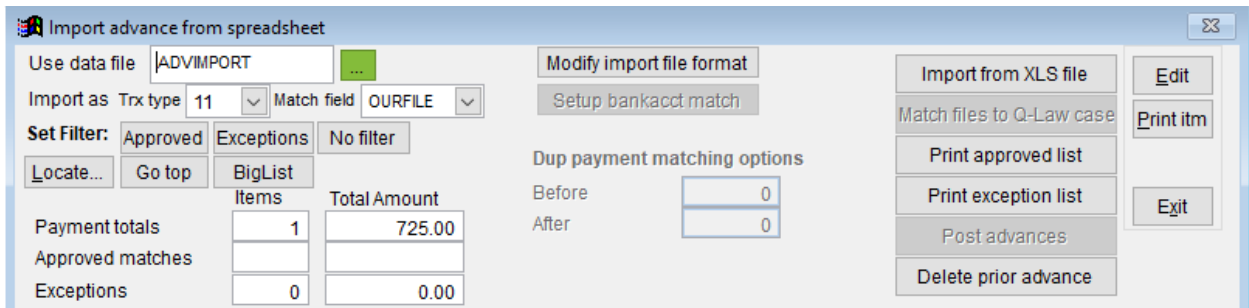 Import advance from spreadsheet
Use data file ADVIMPORT ...
Import as Trx type 11 Match field OURFILE
Set Filter: Approved Exceptions No filter
Locate... Go top BigList
Items Total Amount
Payment totals 1 725.00
Approved matches
Exceptions 0 0.00
Modify import file format
Setup bankacct match
Dup payment matching options
Before 0
After 0
Import from XLS file
Match files to Q-Law case
Print approved list
Print exception list
Post advances
Delete prior advance
Edit
Print itm
Exit